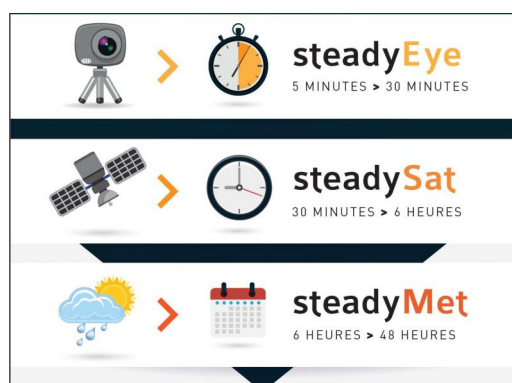 steadyEye
5 MINUTES > 30 MINUTES
steadySat
30 MINUTES > 6 HEURES
steadyMet
6 HEURES > 48 HEURES